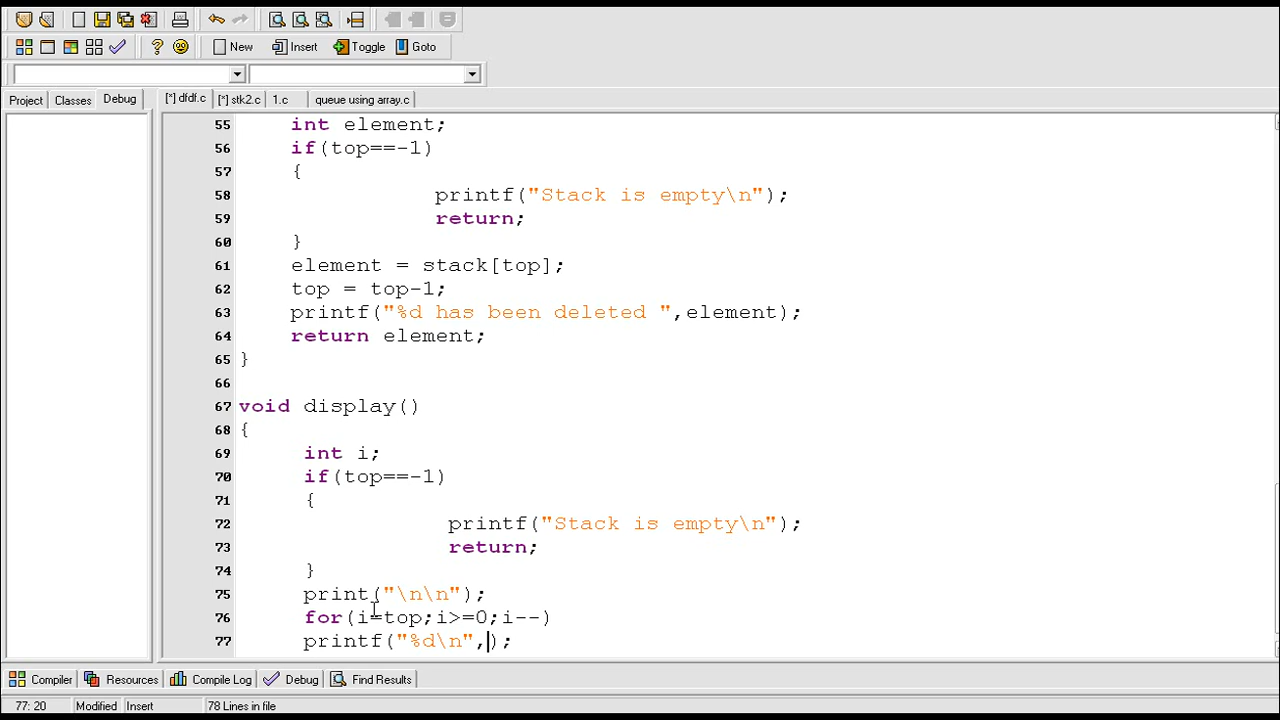 New Insert Toggle Goto
Project Classes Debug [*] dfdf.c [*] stk2.c 1.c queue using array.c
55 int element;
56 if(top==-1)
57 {
58 printf("Stack is empty\n");
59 return;
60 }
61 element = stack[top];
62 top = top-1;
63 printf("%d has been deleted ",element);
64 return element;
65 }
66
67 void display()
68 {
69 int i;
70 if(top==-1)
71 {
72 printf("Stack is empty\n");
73 return;
74 }
75 print("\n\n");
76 for(i=top;i>=0;i--)
77 printf("%d\n",);
Compiler Resources Compile Log Debug Find Results
77: 20 Modified Insert 78 Lines in file